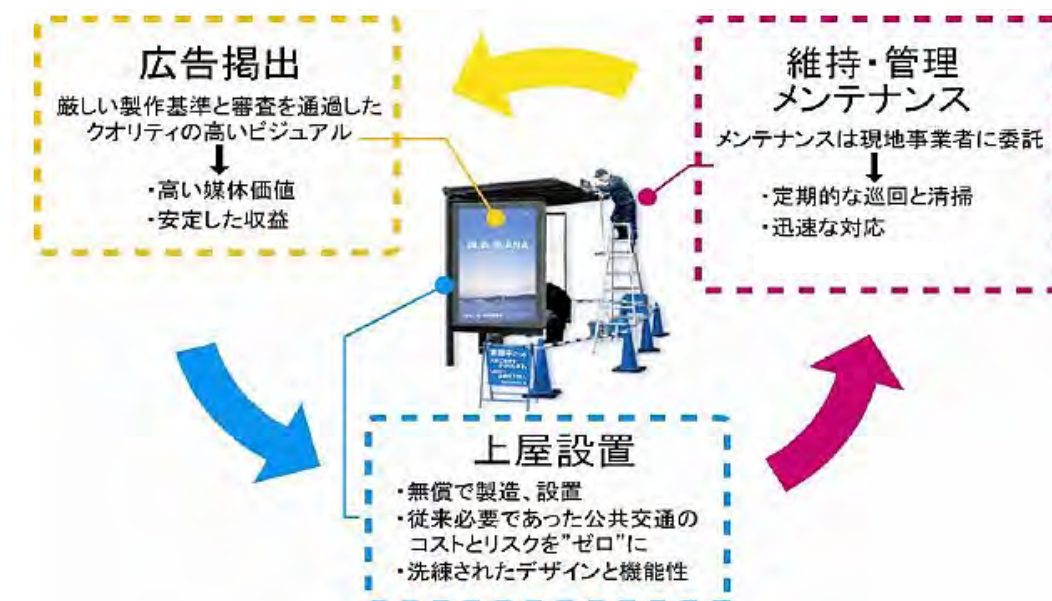 広告掲出
厳しい製作基準と審査を通過した
クオリティの高いビジュアル
・高い媒体価値
・安定した収益
維持・管理
メンテナンス
メンテナンスは現地事業者に委託
・定期的な巡回と清掃
・迅速な対応
上屋設置
・無償で製造、設置
・従来必要であった公共交通の
コストとリスクを”ゼロ”に
・洗練されたデザインと機能性